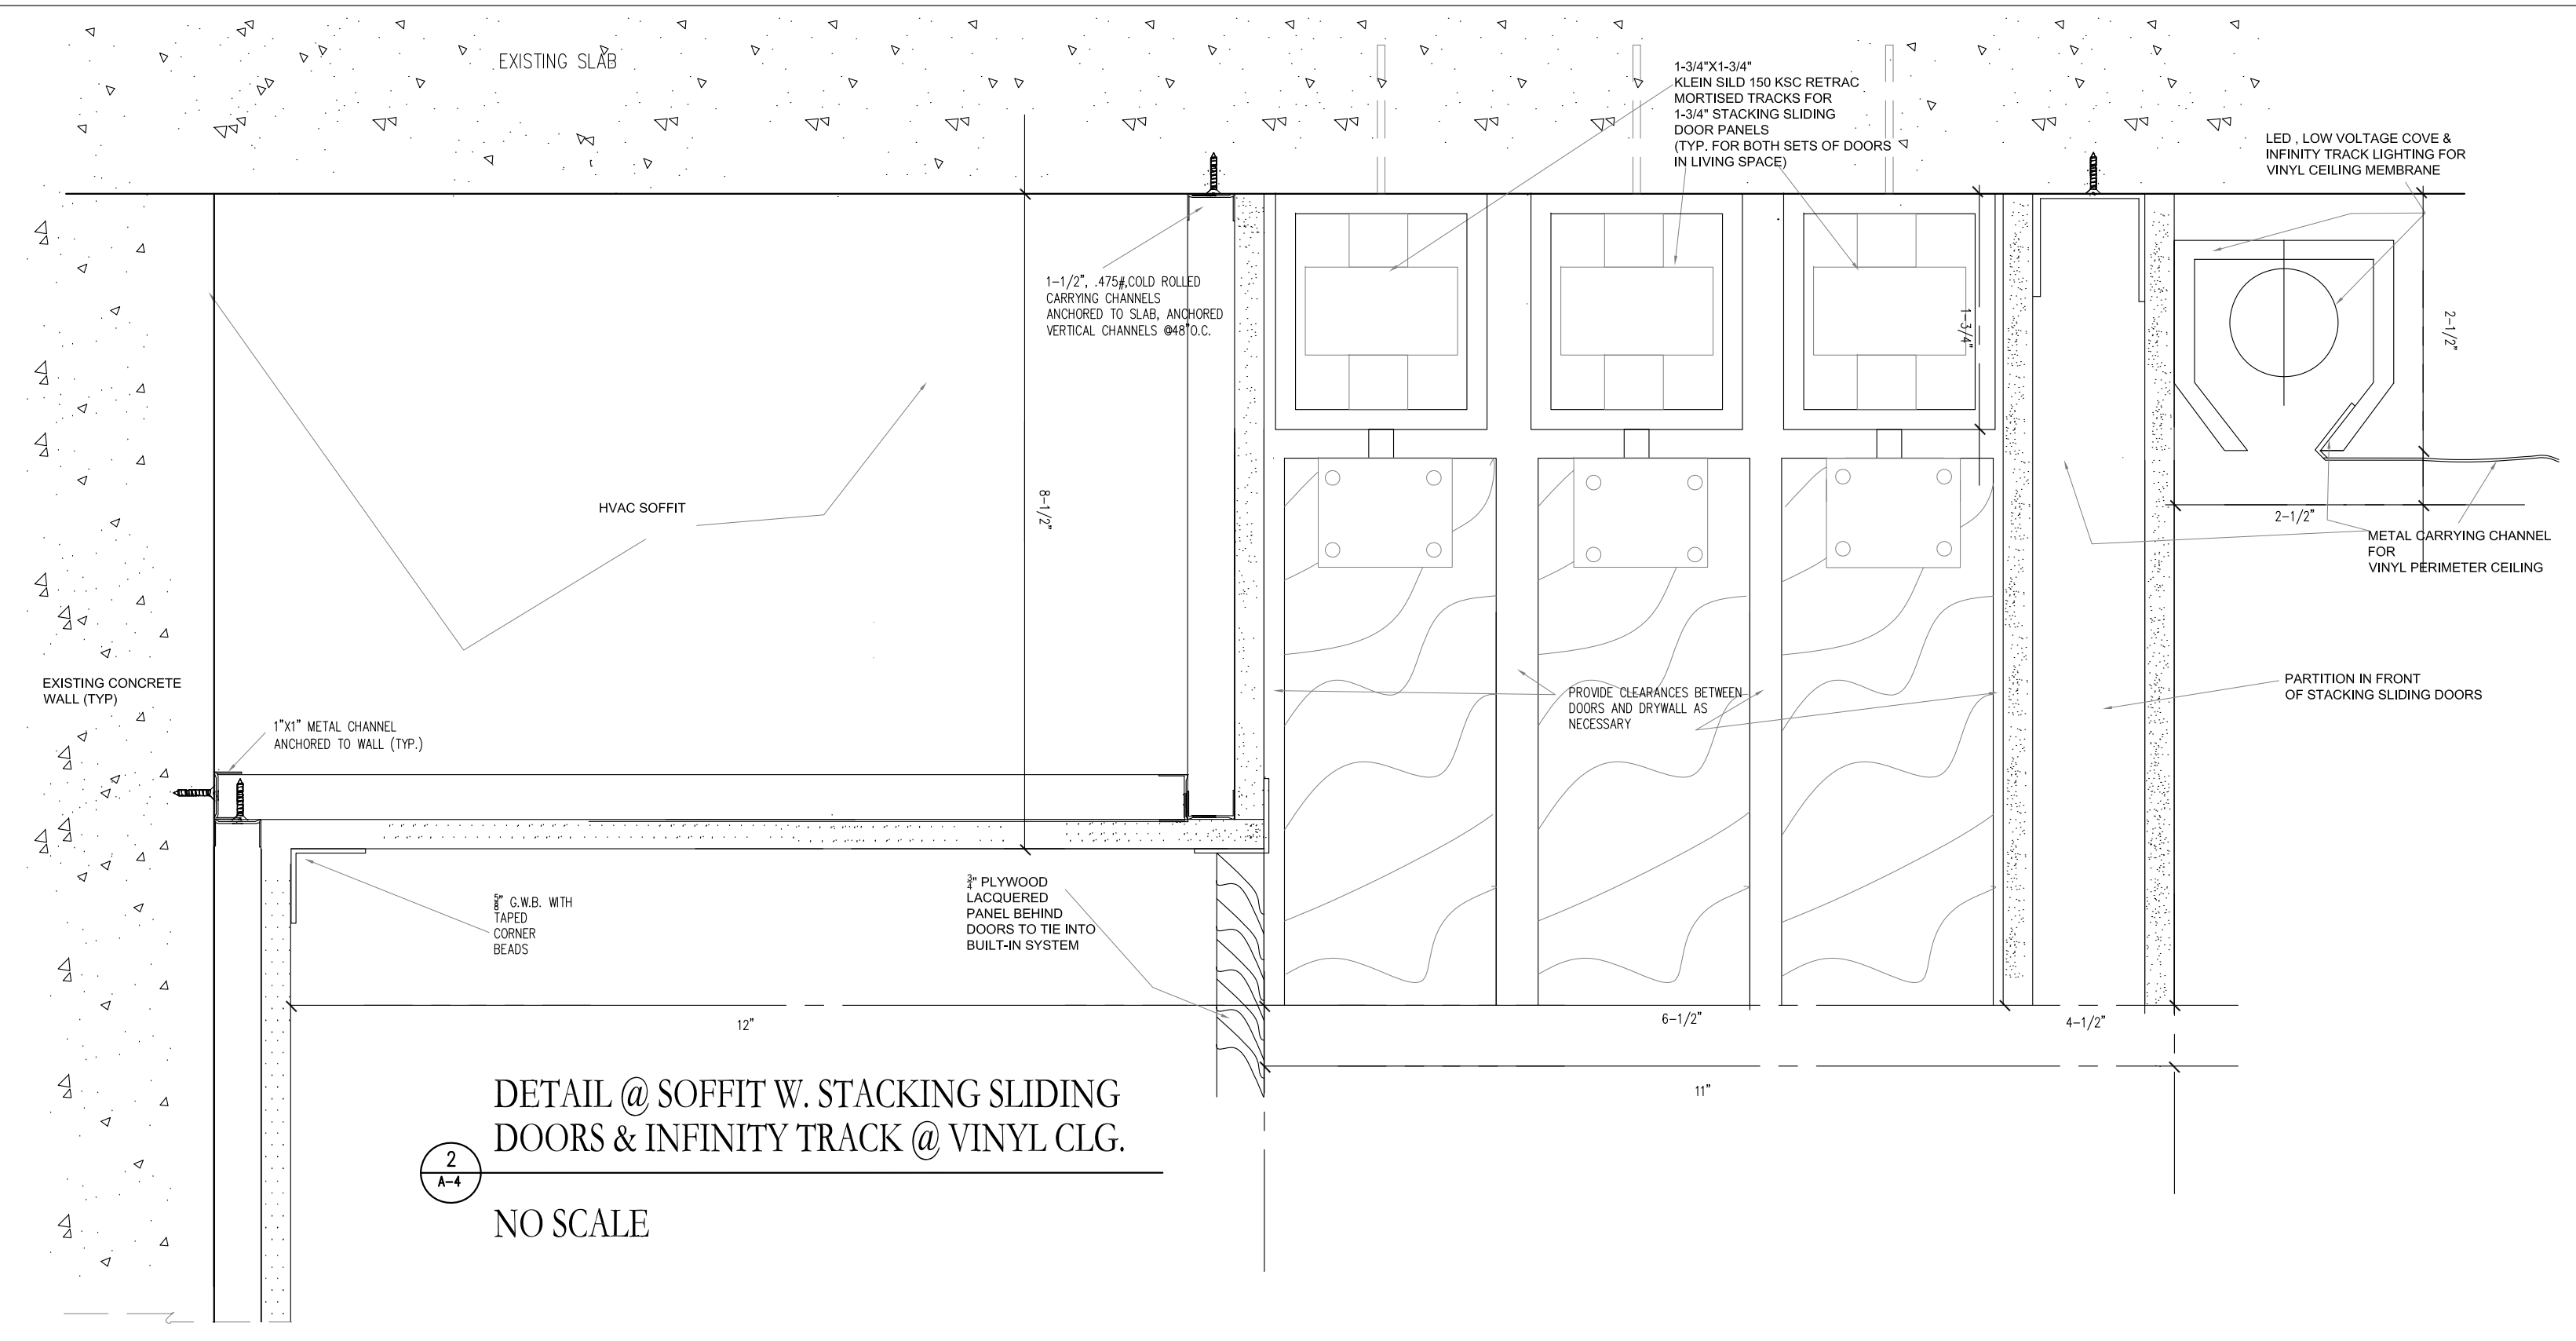 EXISTING SLAB
1-3/4"X1-3/4"
KLEIN SILD 150 KSC RETRAC
MORTISED TRACKS FOR
1-3/4" STACKING SLIDING
DOOR PANELS
(TYP. FOR BOTH SETS OF DOORS
IN LIVING SPACE)
LED , LOW VOLTAGE COVE &
INFINITY TRACK LIGHTING FOR
VINYL CEILING MEMBRANE
1-1/2", .475#,COLD ROLLED
CARRYING CHANNELS
ANCHORED TO SLAB, ANCHORED
VERTICAL CHANNELS @48"O.C.
1-3/4"
2-1/2"
8-1/2"
HVAC SOFFIT
2-1/2"
METAL CARRYING CHANNEL
FOR
VINYL PERIMETER CEILING
EXISTING CONCRETE
WALL (TYP)
PROVIDE CLEARANCES BETWEEN
DOORS AND DRYWALL AS
NECESSARY
PARTITION IN FRONT
OF STACKING SLIDING DOORS
1"X1" METAL CHANNEL
ANCHORED TO WALL (TYP.)
5/8" G.W.B. WITH
TAPED
CORNER
BEADS
3/4" PLYWOOD
LACQUERED
PANEL BEHIND
DOORS TO TIE INTO
BUILT-IN SYSTEM
12"
6-1/2"
4-1/2"
11"
DETAIL @ SOFFIT W. STACKING SLIDING
DOORS & INFINITY TRACK @ VINYL CLG.
2
A-4
NO SCALE